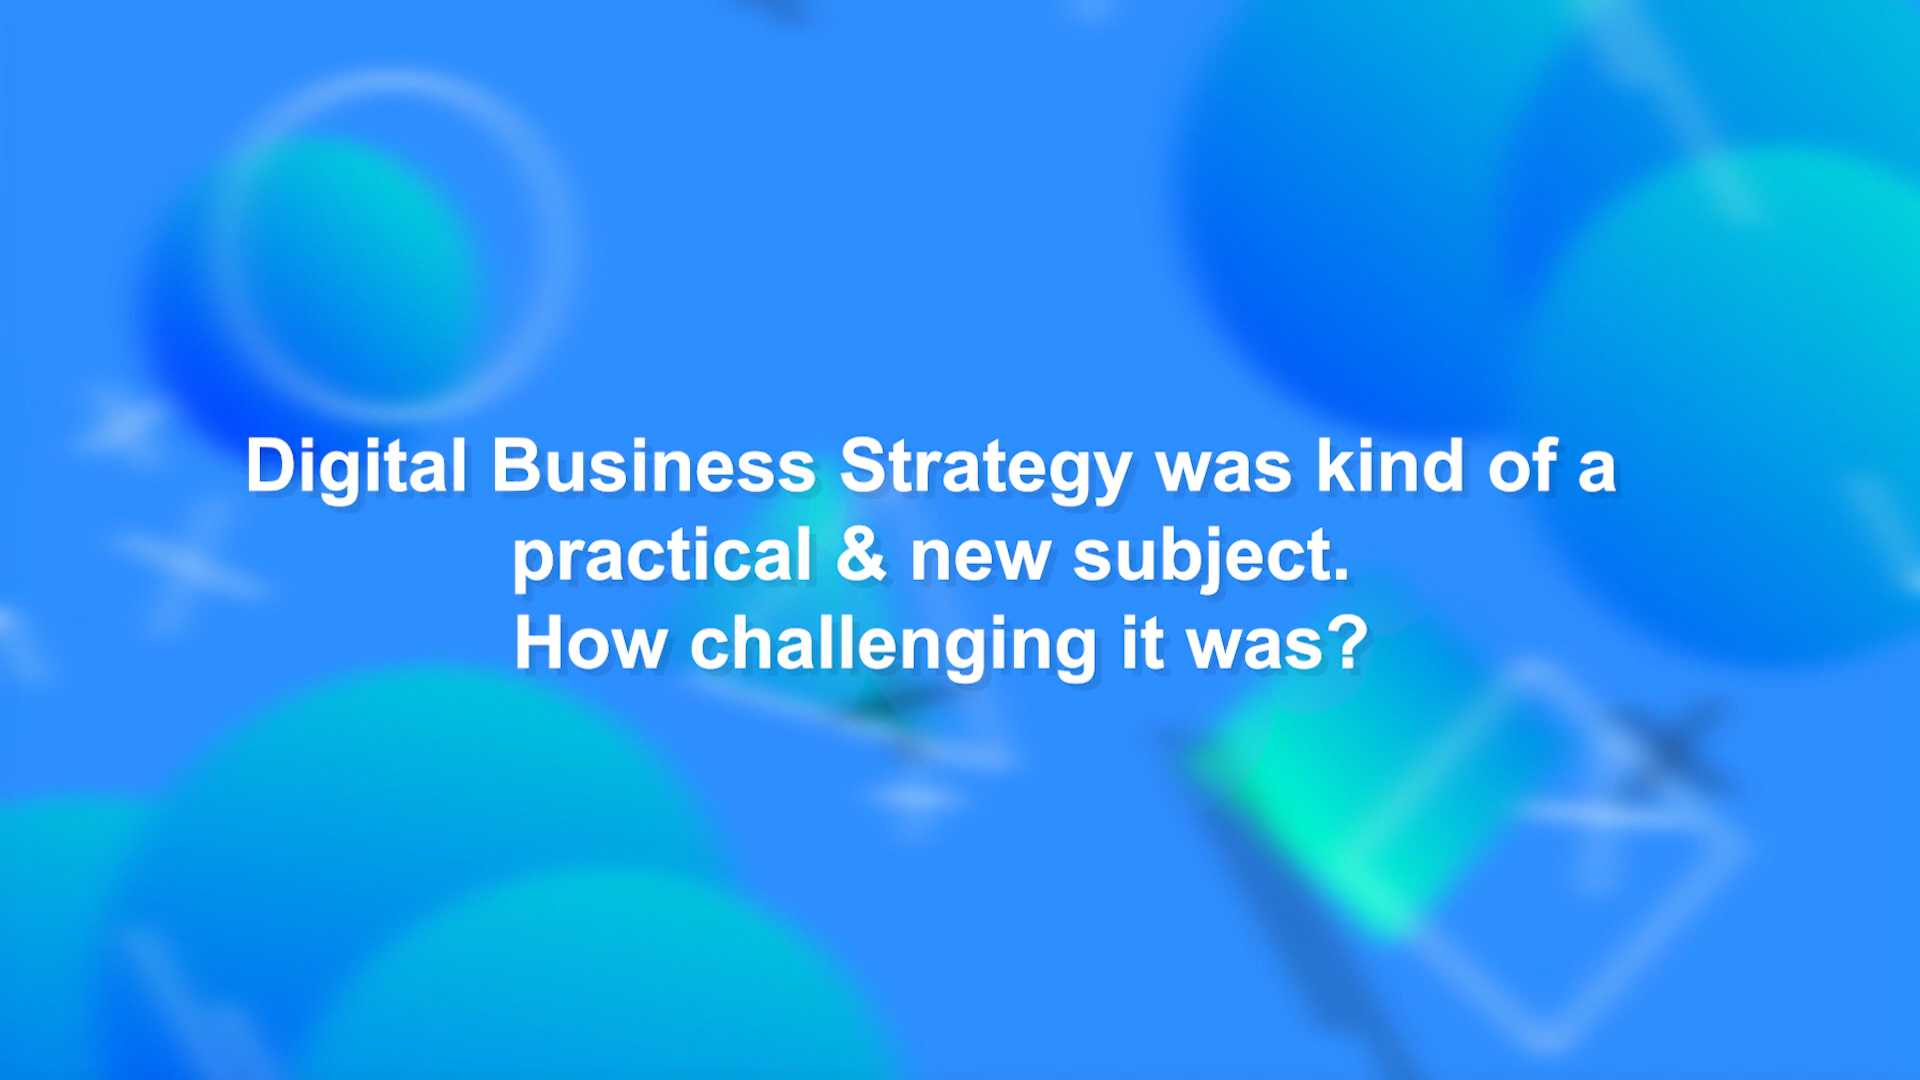 Digital Business Strategy was kind of a
practical & new subject.
How challenging it was?